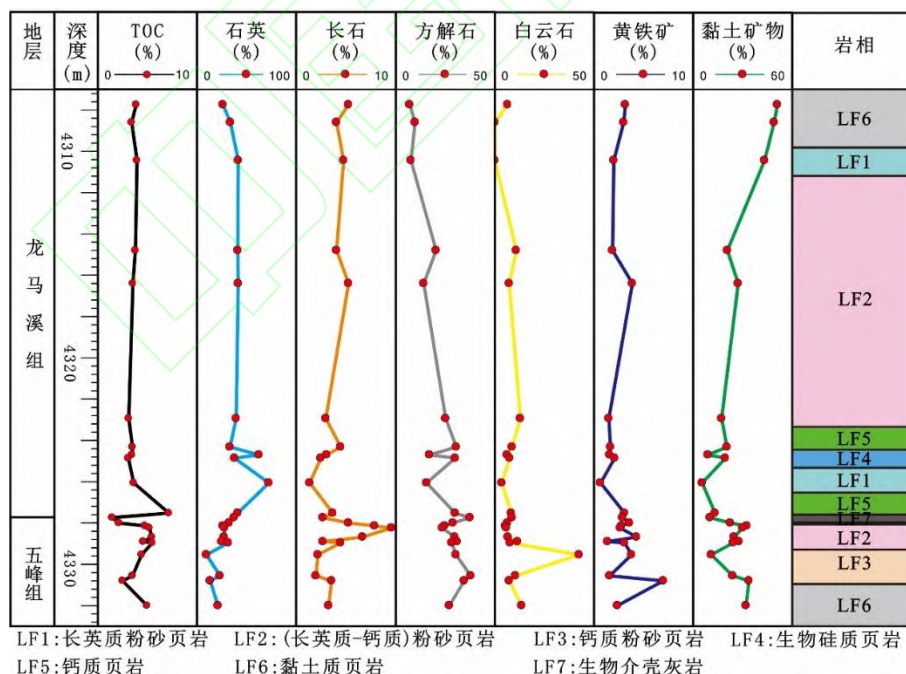 地层 深度(m) TOC(%) 石英(%) 长石(%) 方解石(%) 白云石(%) 黄铁矿(%) 黏土矿物(%) 岩相
0 10 0 100 0 10 0 50 0 50 0 10 0 60
龙马溪组
五峰组
4310
4320
4330
LF6
LF1
LF2
LF5
LF4
LF1
LF5
LF7
LF2
LF3
LF6
LF1:长英质粉砂页岩 LF2:(长英质-钙质)粉砂页岩 LF3:钙质粉砂页岩 LF4:生物硅质页岩
LF5:钙质页岩 LF6:黏土质页岩 LF7:生物介壳灰岩